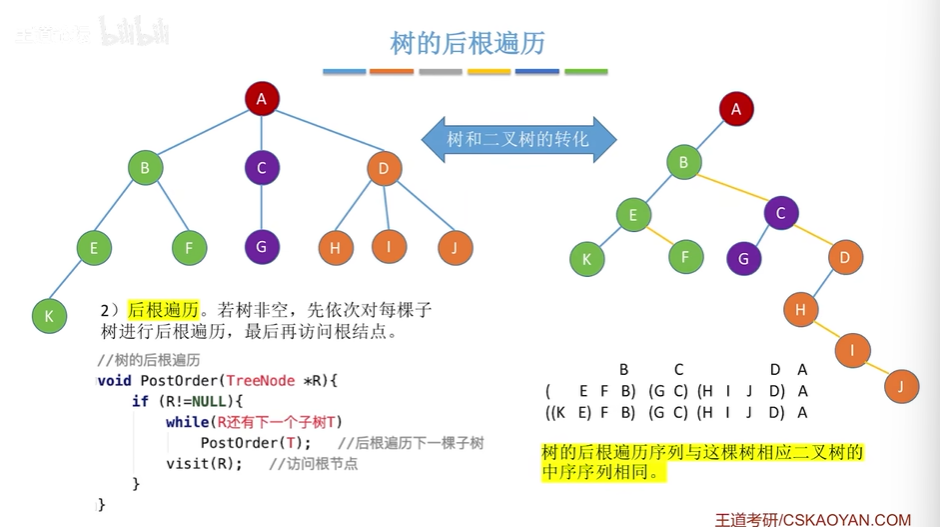 王道论坛 bilibili
树的后根遍历
树和二叉树的转化
A
B C D
E F G H I J
K
A
B
C
E
D
K F G
H
I
J
2）后根遍历。若树非空，先依次对每棵子
树进行后根遍历，最后再访问根结点。
//树的后根遍历
void PostOrder(TreeNode *R){
if (R!=NULL){
while(R还有下一个子树T)
PostOrder(T); //后根遍历下一棵子树
visit(R); //访问根节点
}
}
B C D A
( E F B) (G C) (H I J D) A
((K E) F B) (G C) (H I J D) A
树的后根遍历序列与这棵树相应二叉树的
中序序列相同。
王道考研/CSKAOYAN.COM